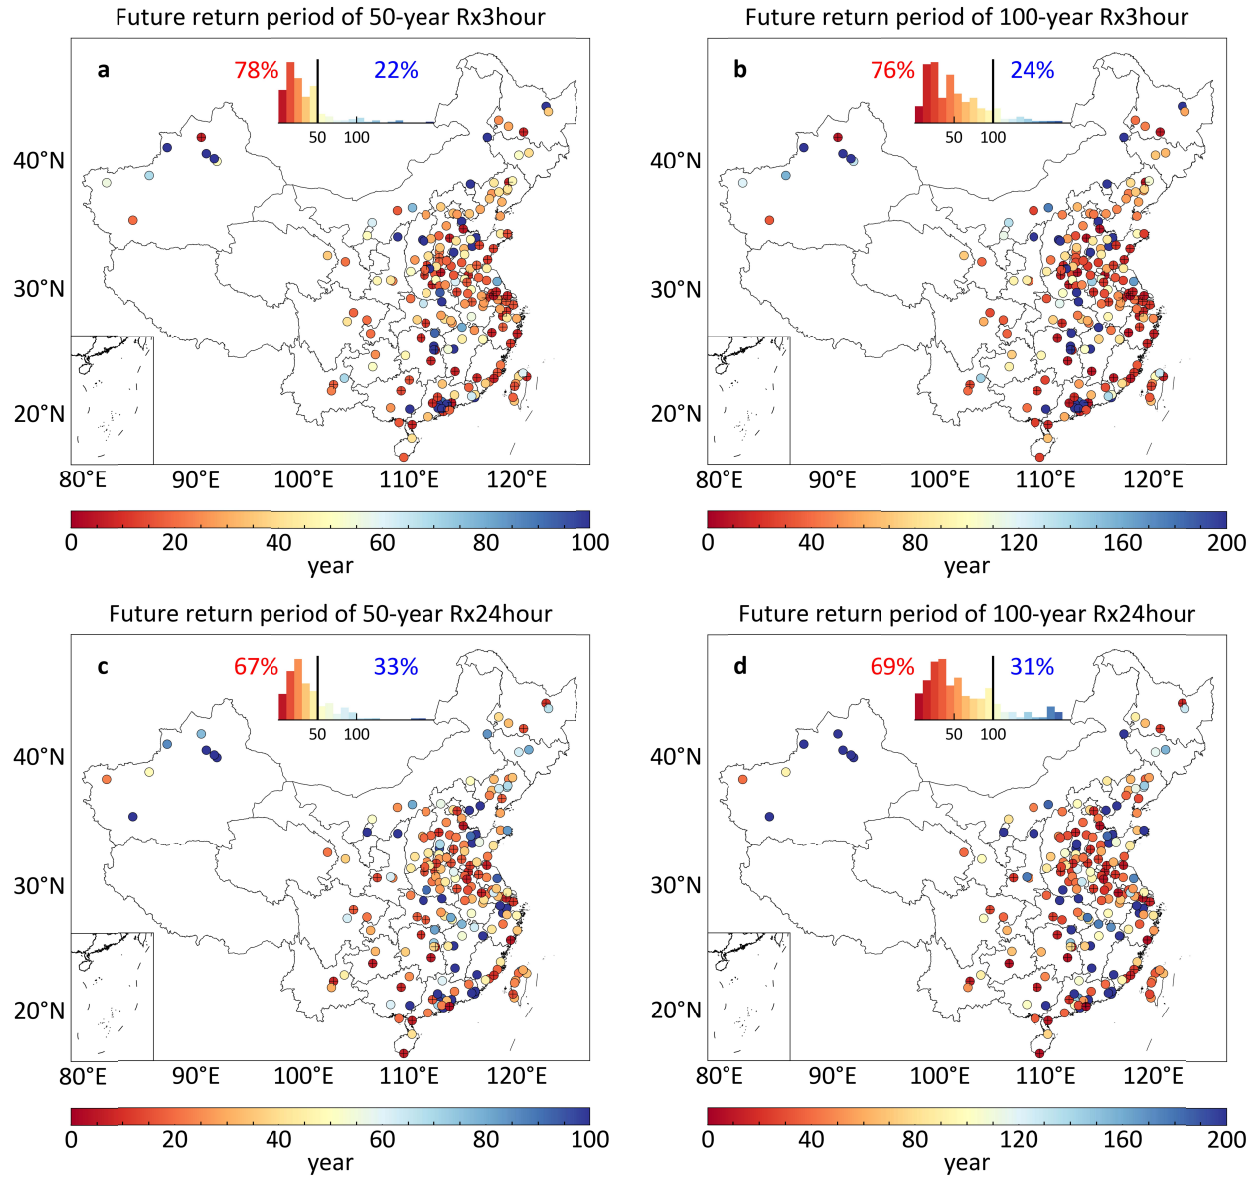 Future return period of 50-year Rx3hour
Future return period of 100-year Rx3hour
a
78%
22%
50
100
b
76%
24%
50
100
40°N
30°N
20°N
40°N
30°N
20°N
80°E
90°E
100°E
110°E
120°E
80°E
90°E
100°E
110°E
120°E
0
20
40
60
80
100
year
0
40
80
120
160
200
year
Future return period of 50-year Rx24hour
Future return period of 100-year Rx24hour
c
67%
33%
50
100
d
69%
31%
50
100
40°N
30°N
20°N
40°N
30°N
20°N
80°E
90°E
100°E
110°E
120°E
80°E
90°E
100°E
110°E
120°E
0
20
40
60
80
100
year
0
40
80
120
160
200
year